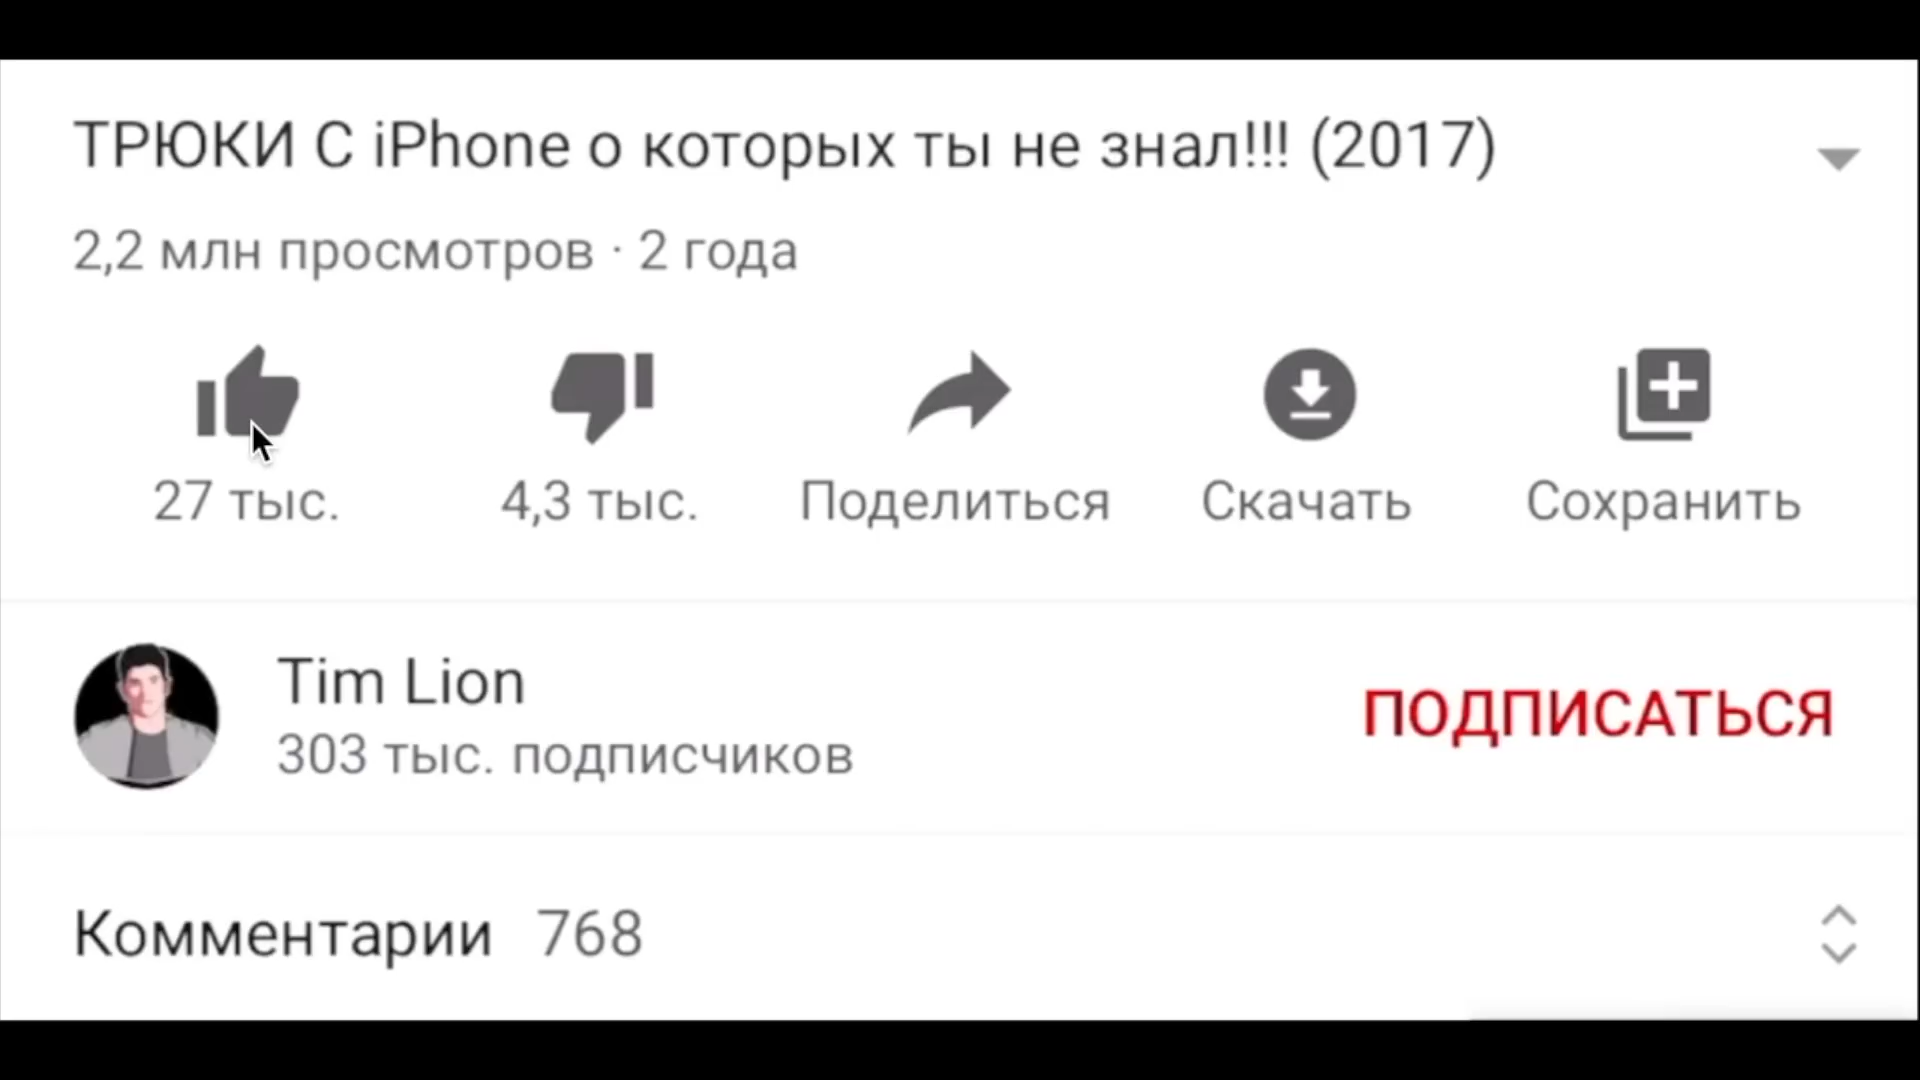 ТРЮКИ С iPhone о которых ты не знал!!! (2017)
2,2 млн просмотров · 2 года
27 тыс.
4,3 тыс.
Поделиться
Скачать
Сохранить
Tim Lion
303 тыс. подписчиков
ПОДПИСАТЬСЯ
Комментарии 768